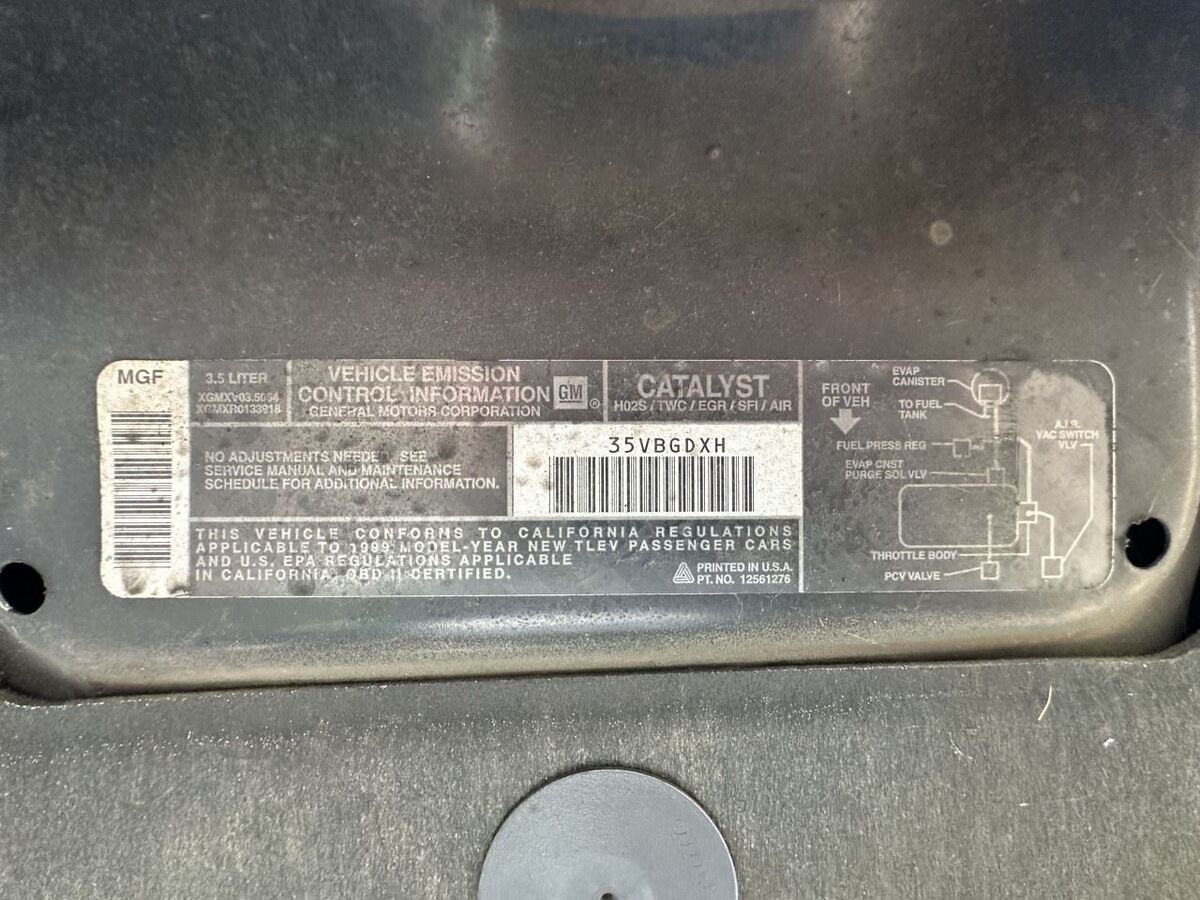 MGF
3.5 LITER
XGMXV03.5054
XGMXR0133918
VEHICLE EMISSION
CONTROL INFORMATION GM ®
GENERAL MOTORS CORPORATION
CATALYST
H02S / TWC / EGR / SFI / AIR
NO ADJUSTMENTS NEEDED, SEE
SERVICE MANUAL AND MAINTENANCE
SCHEDULE FOR ADDITIONAL INFORMATION.
35VBGDXH
THIS VEHICLE CONFORMS TO CALIFORNIA REGULATIONS
APPLICABLE TO 1999 MODEL-YEAR NEW TLEV PASSENGER CARS
AND U.S. EPA REGULATIONS APPLICABLE
IN CALIFORNIA. OBD II CERTIFIED.
PRINTED IN U.S.A.
PT. NO. 12561276
FRONT
OF VEH
EVAP
CANISTER
TO FUEL
TANK
FUEL PRESS REG
EVAP CNST
PURGE SOL VLV
A.I.R.
VAC SWITCH
VLV
THROTTLE BODY
PCV VALVE